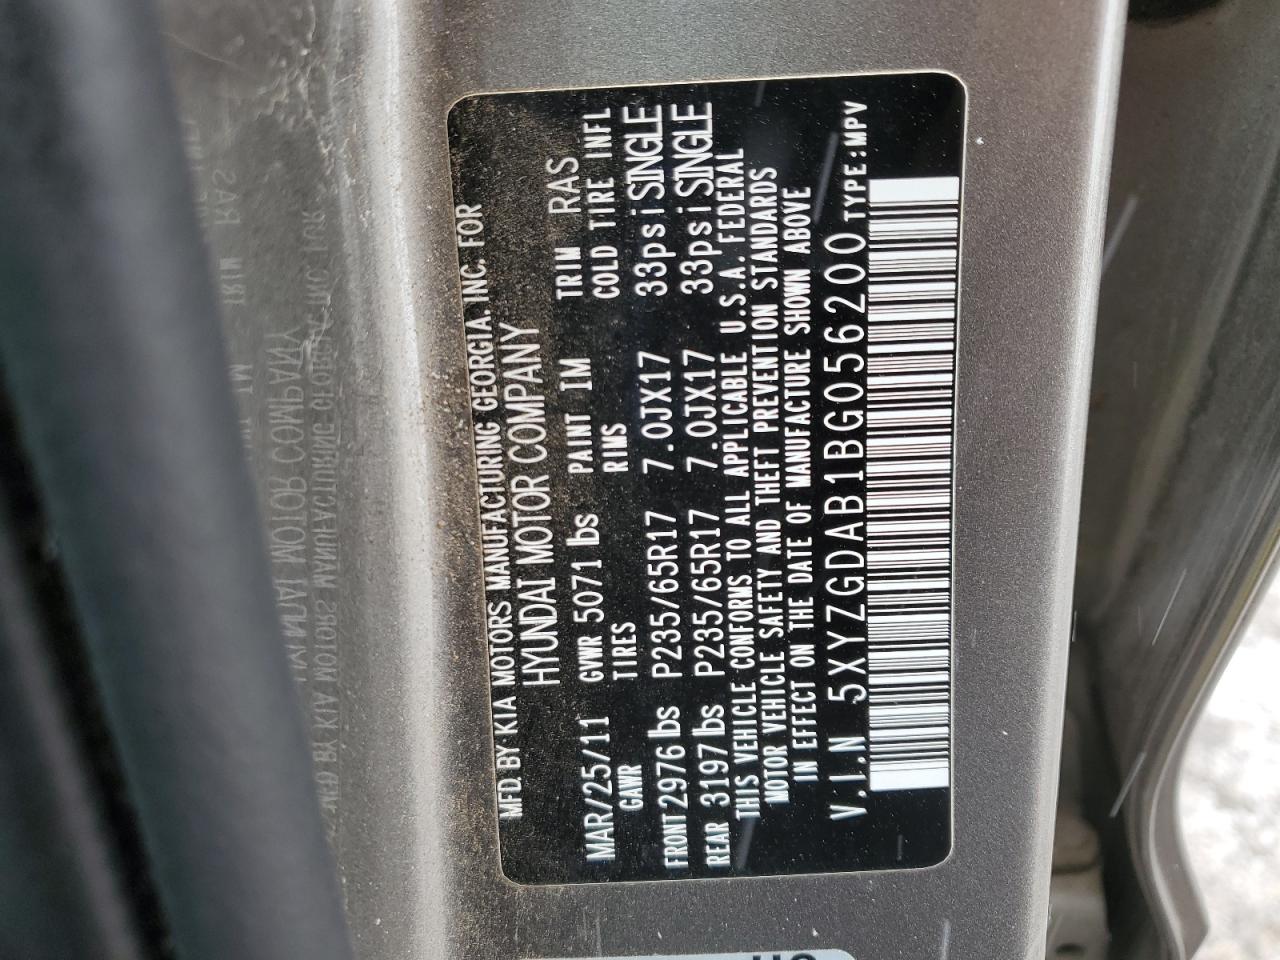 MFD. BY KIA MOTORS MANUFACTURING GEORGIA. INC. FOR
HYUNDAI MOTOR COMPANY
MAR/25/11 GVWR 5071 lbs PAINT IM TRIM RAS
GAWR TIRES RIMS COLD TIRE INFL
FRONT 2976 lbs P235/65R17 7.0JX17 33psi SINGLE
REAR 3197 lbs P235/65R17 7.0JX17 33psi SINGLE
THIS VEHICLE CONFORMS TO ALL APPLICABLE U.S.A. FEDERAL
MOTOR VEHICLE SAFETY AND THEFT PREVENTION STANDARDS
IN EFFECT ON THE DATE OF MANUFACTURE SHOWN ABOVE
V.I.N 5XYZGDAB1BG056200 TYPE:MPV